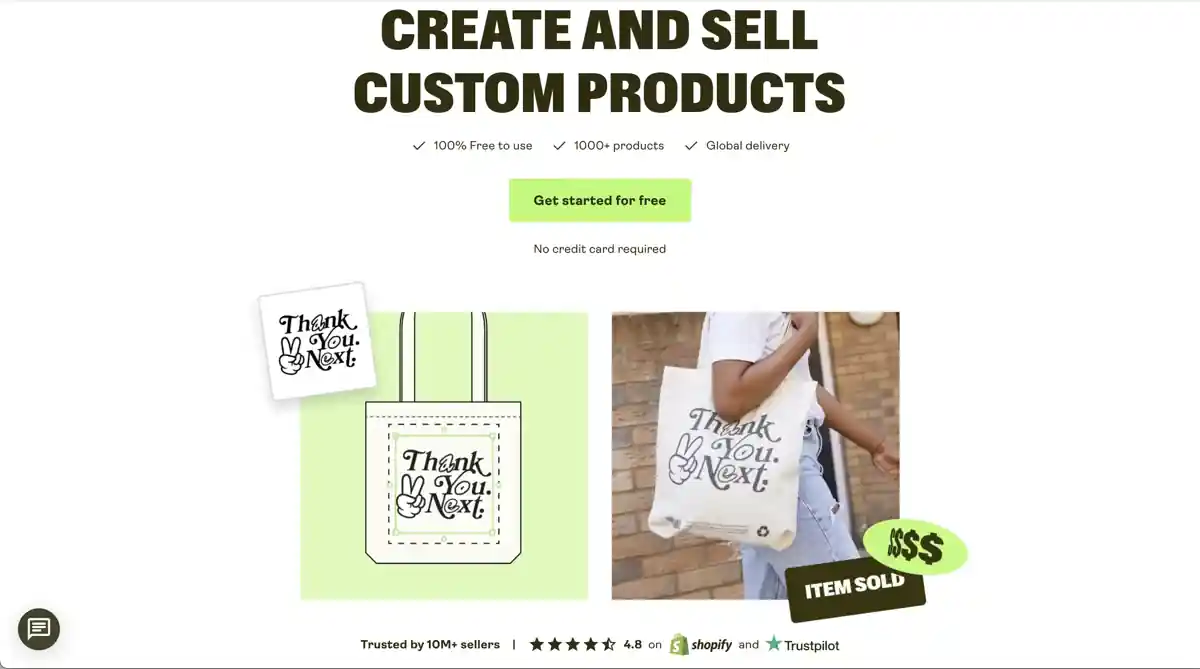 CREATE AND SELL
CUSTOM PRODUCTS
100% Free to use 1000+ products Global delivery
Get started for free
No credit card required
Thank
You.
Next.
Thank
You.
Next.
Thank
You.
Next.
$$$$
ITEM SOLD
Trusted by 10M+ sellers | 4.8 on shopify and Trustpilot